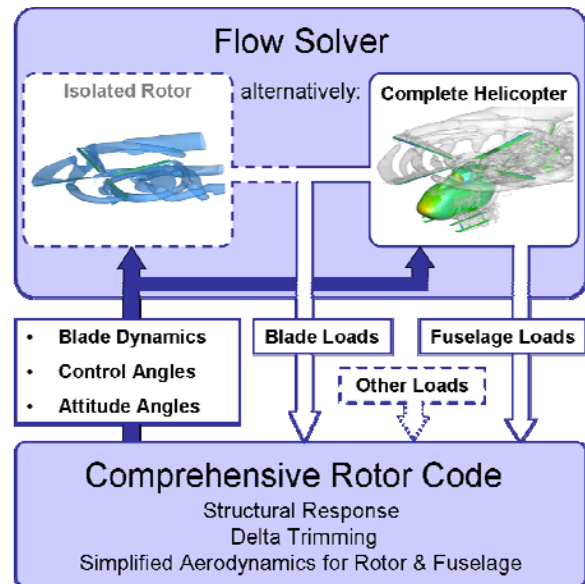 Flow Solver
Isolated Rotor
alternatively:
Complete Helicopter
• Blade Dynamics
• Control Angles
• Attitude Angles
Blade Loads
Fuselage Loads
Other Loads
Comprehensive Rotor Code
Structural Response
Delta Trimming
Simplified Aerodynamics for Rotor & Fuselage